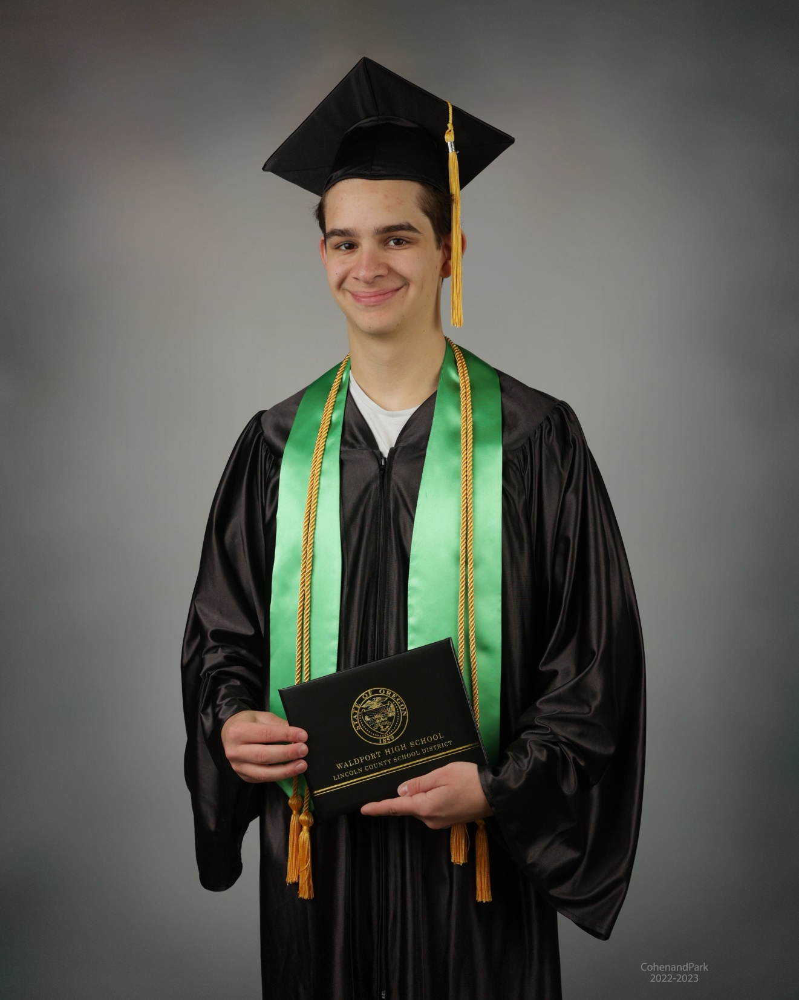 STATE OF OREGON
1859
WALDPORT HIGH SCHOOL
LINCOLN COUNTY SCHOOL DISTRICT
CohenandPark
2022-2023